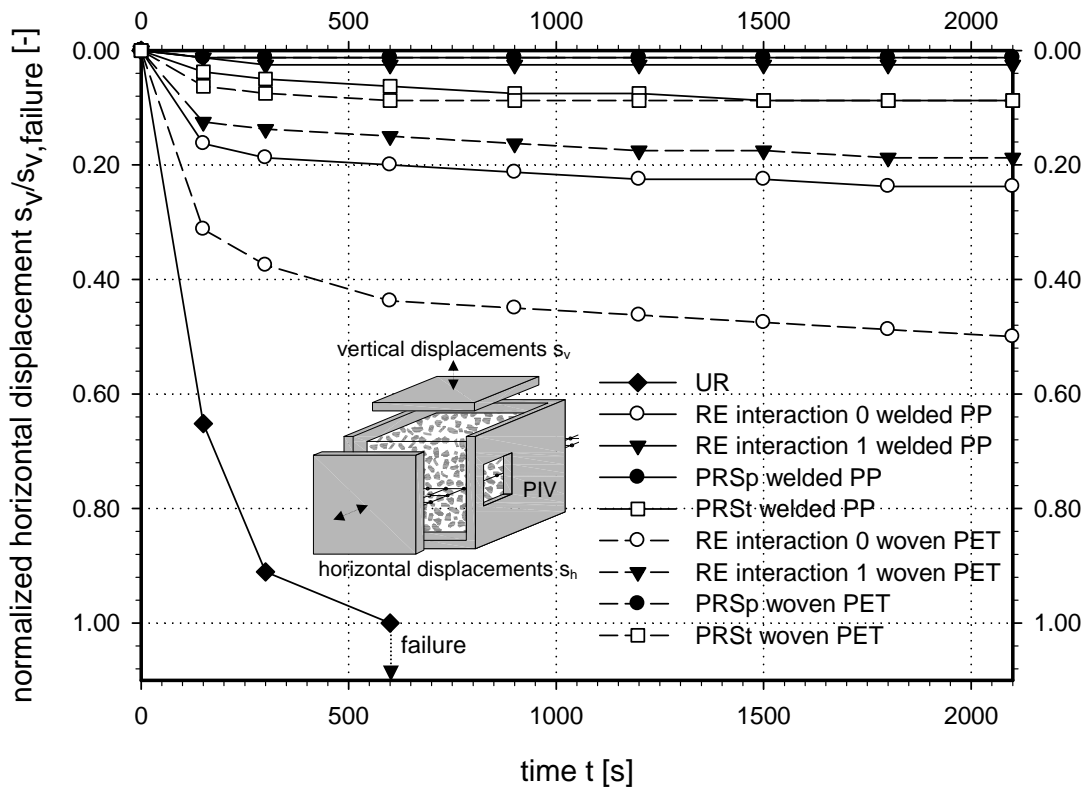 0 500 1000 1500 2000
normalized horizontal displacement sv/sv,failure [-]
0.00 0.00
0.20 0.20
0.40 0.40
0.60 0.60
0.80 0.80
1.00 1.00
vertical displacements sv
PIV
horizontal displacements sh
failure
UR
RE interaction 0 welded PP
RE interaction 1 welded PP
PRSp welded PP
PRSt welded PP
RE interaction 0 woven PET
RE interaction 1 woven PET
PRSp woven PET
PRSt woven PET
0 500 1000 1500 2000
time t [s]